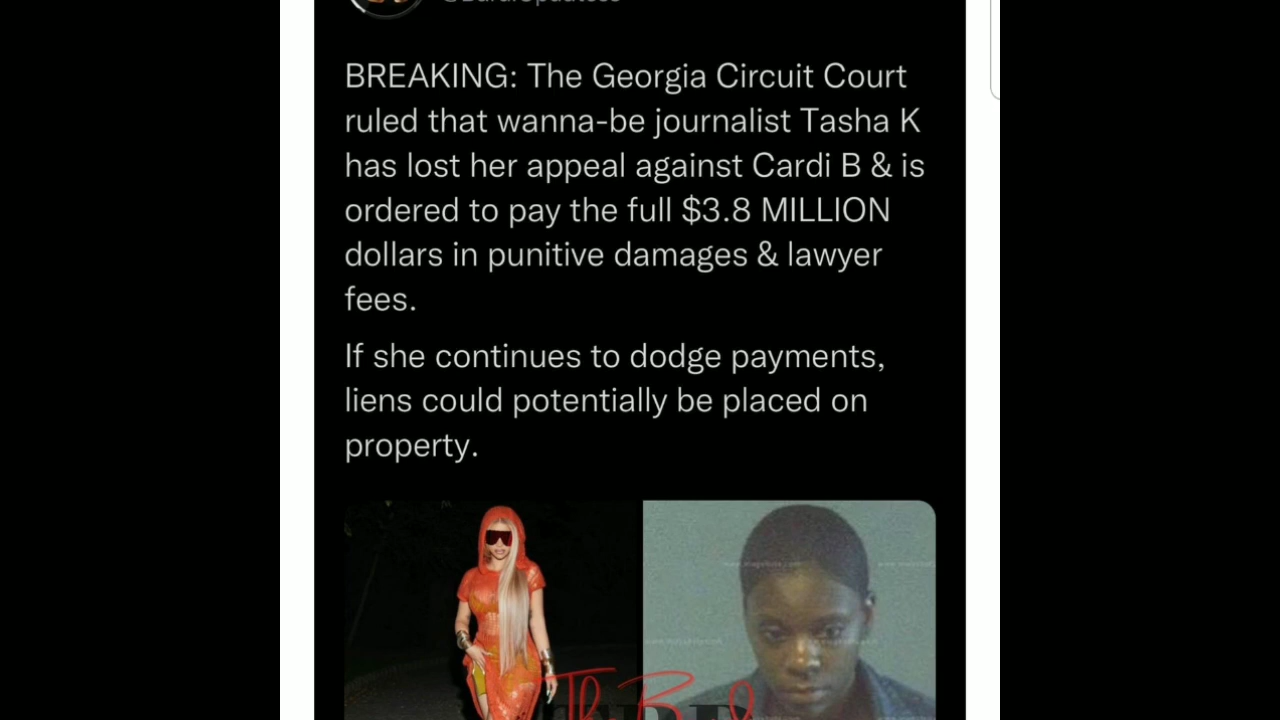 BREAKING: The Georgia Circuit Court
ruled that wanna-be journalist Tasha K
has lost her appeal against Cardi B & is
ordered to pay the full $3.8 MILLION
dollars in punitive damages & lawyer
fees.
If she continues to dodge payments,
liens could potentially be placed on
property.